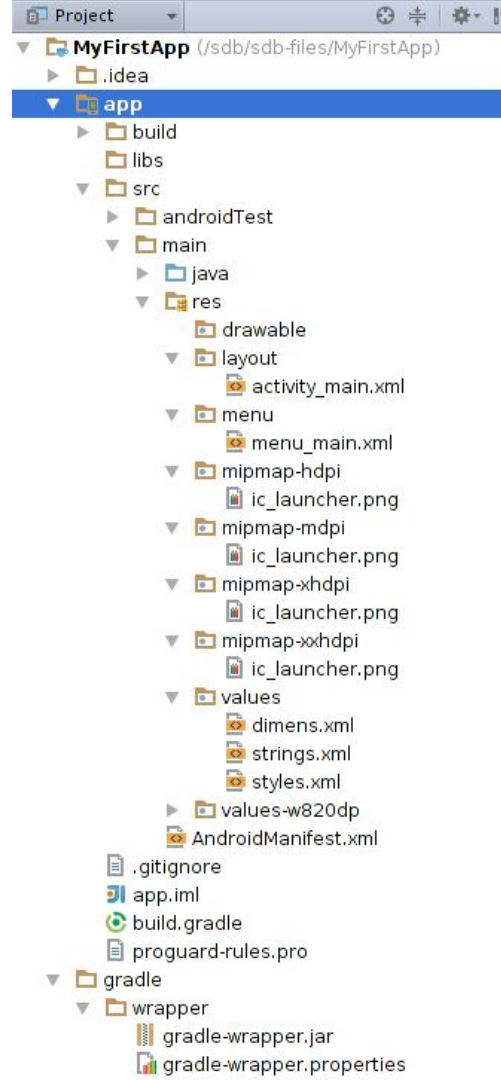 Project
MyFirstApp (/sdb/sdb-files/MyFirstApp)
.idea
app
build
libs
src
androidTest
main
java
res
drawable
layout
activity_main.xml
menu
menu_main.xml
mipmap-hdpi
ic_launcher.png
mipmap-mdpi
ic_launcher.png
mipmap-xhdpi
ic_launcher.png
mipmap-xxhdpi
ic_launcher.png
values
dimens.xml
strings.xml
styles.xml
values-w820dp
AndroidManifest.xml
.gitignore
app.iml
build.gradle
proguard-rules.pro
gradle
wrapper
gradle-wrapper.jar
gradle-wrapper.properties